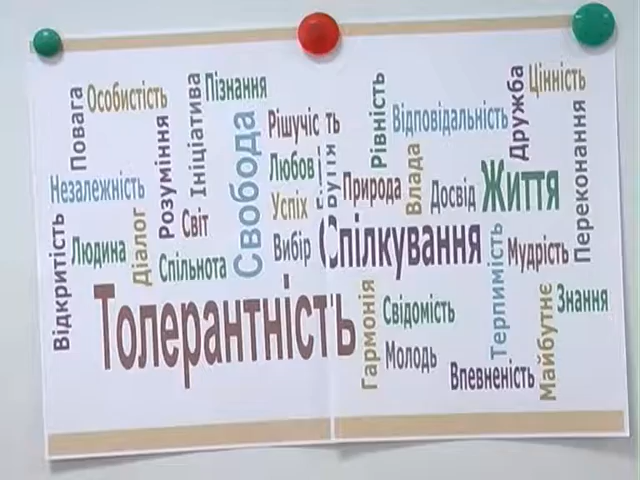 Повага
Особистість
Ініціатива
Пізнання
Розуміння
Свобода
Рішучість
Любов
Рівність
Відповідальність
Дружба
Цінність
Незалежність
Успіх
Природа
Влада
Досвід
Життя
Переконання
Відкритість
Людина
Діалог
Світ
Спільнота
Вибір
Спілкування
Терпимість
Мудрість
Толерантність
Гармонія
Свідомість
Молодь
Впевненість
Майбутнє
Знання